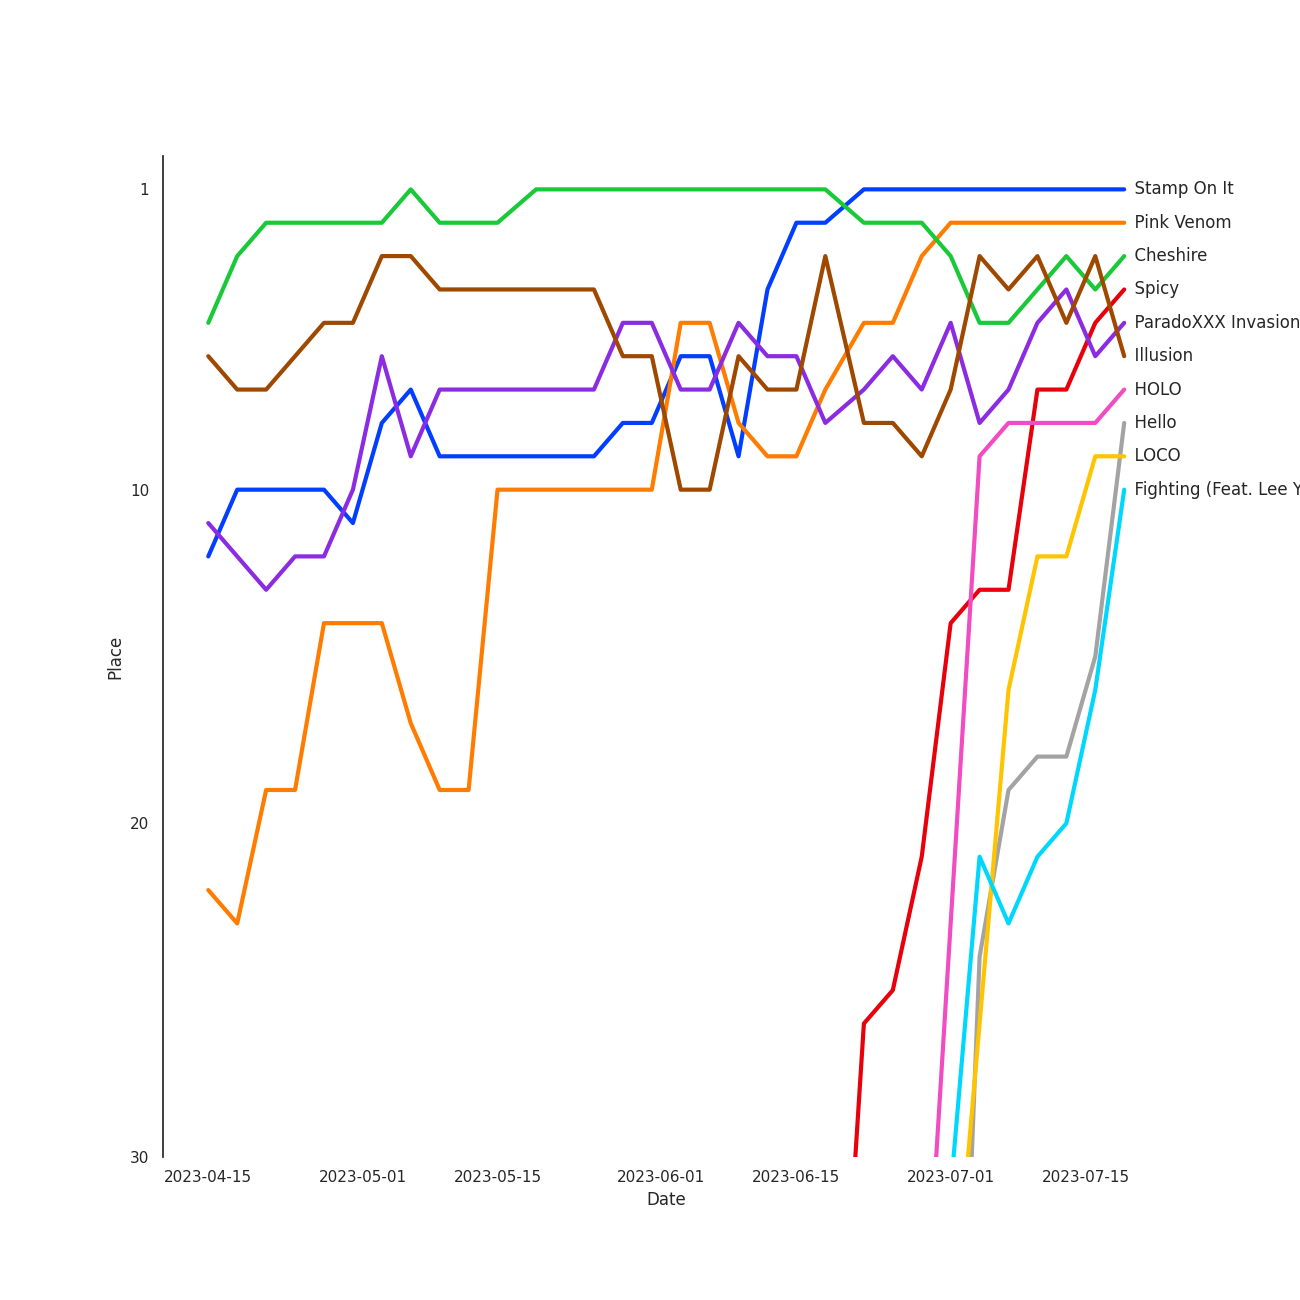 1
10
20
30
Place
2023-04-15
2023-05-01
2023-05-15
2023-06-01
2023-06-15
2023-07-01
2023-07-15
Date
Stamp On It
Pink Venom
Cheshire
Spicy
ParadoXXX Invasion
Illusion
HOLO
Hello
LOCO
Fighting (Feat. Lee Y